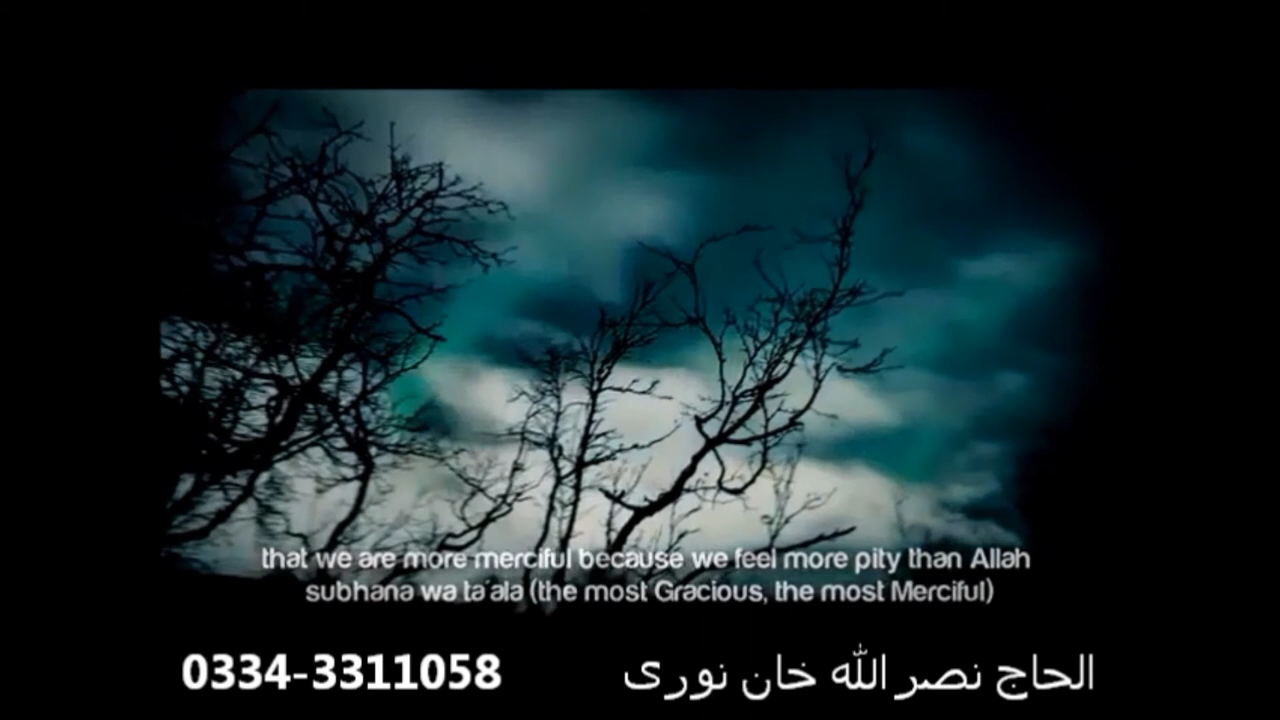 that we are more merciful because we feel more pity than Allah
subhana wa ta'ala (the most Gracious, the most Merciful)
0334-3311058 الحاج نصر الله خان نوری